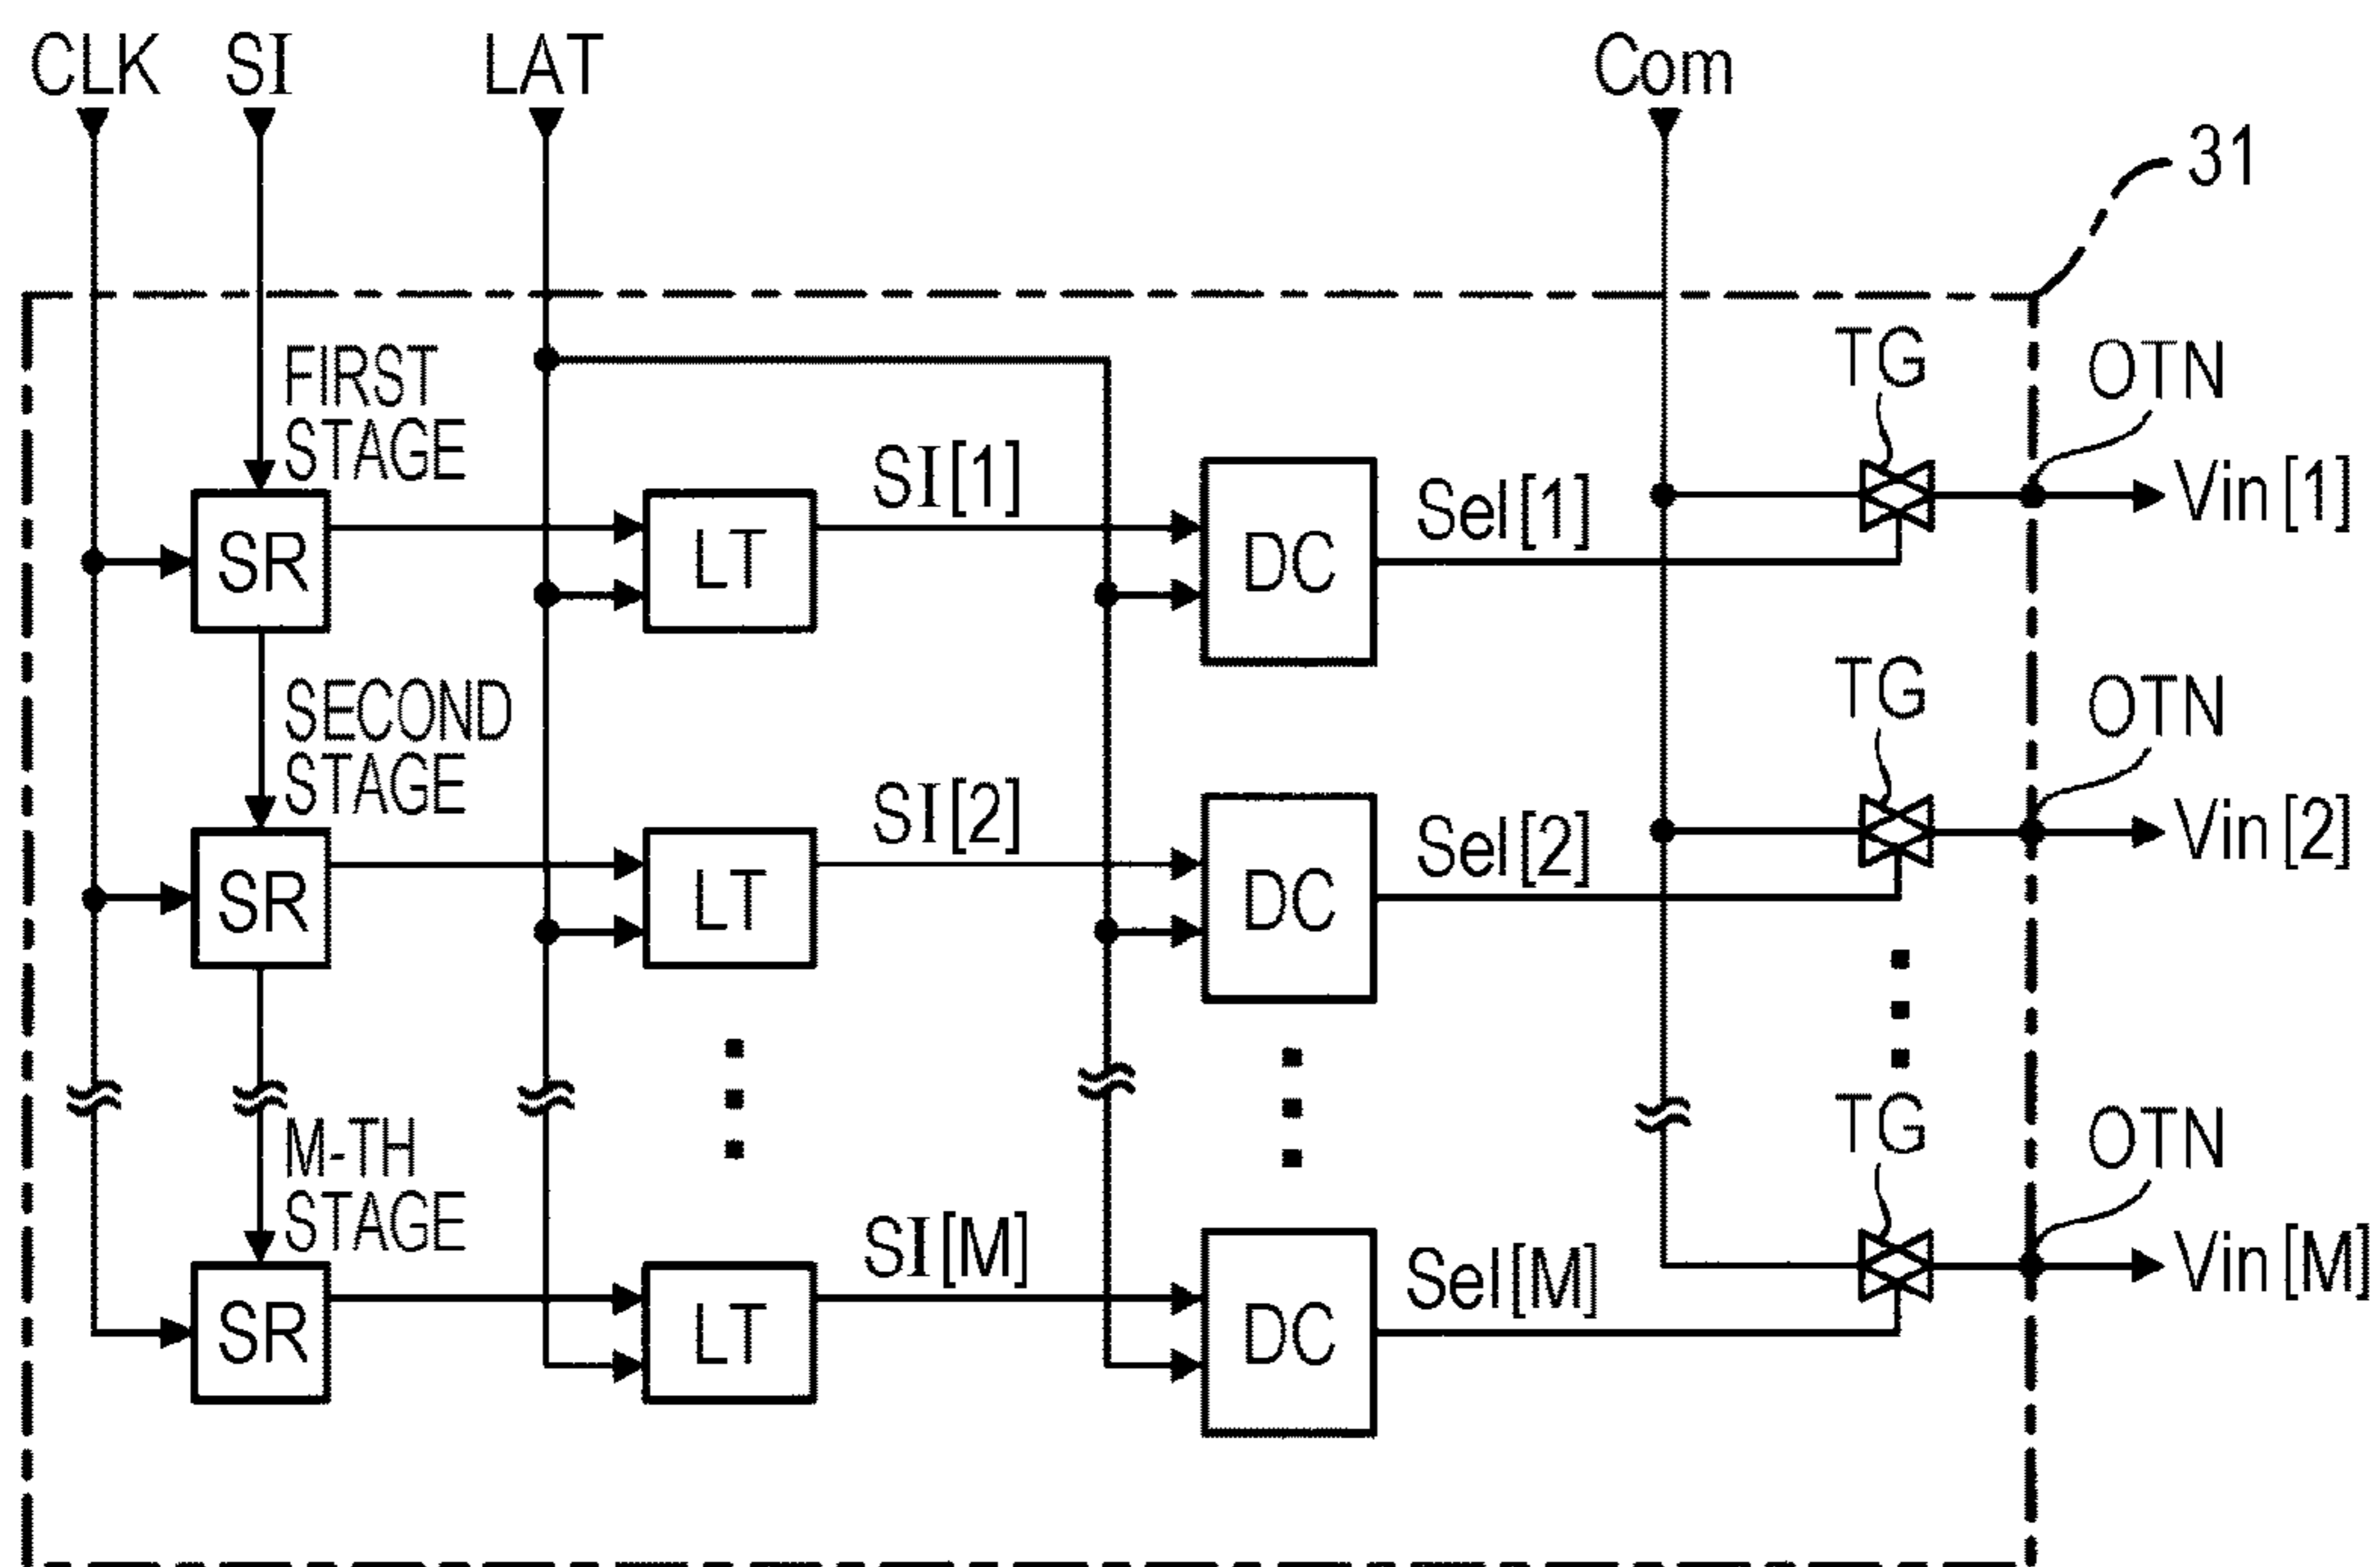 CLK SI LAT Com
31
FIRST
STAGE
TG OTN
SI[1] Sel[1] Vin[1]
SR LT DC
SECOND
STAGE
TG OTN
SI[2] Sel[2] Vin[2]
SR LT DC
M-TH
STAGE
TG OTN
SI[M] Sel[M] Vin[M]
SR LT DC